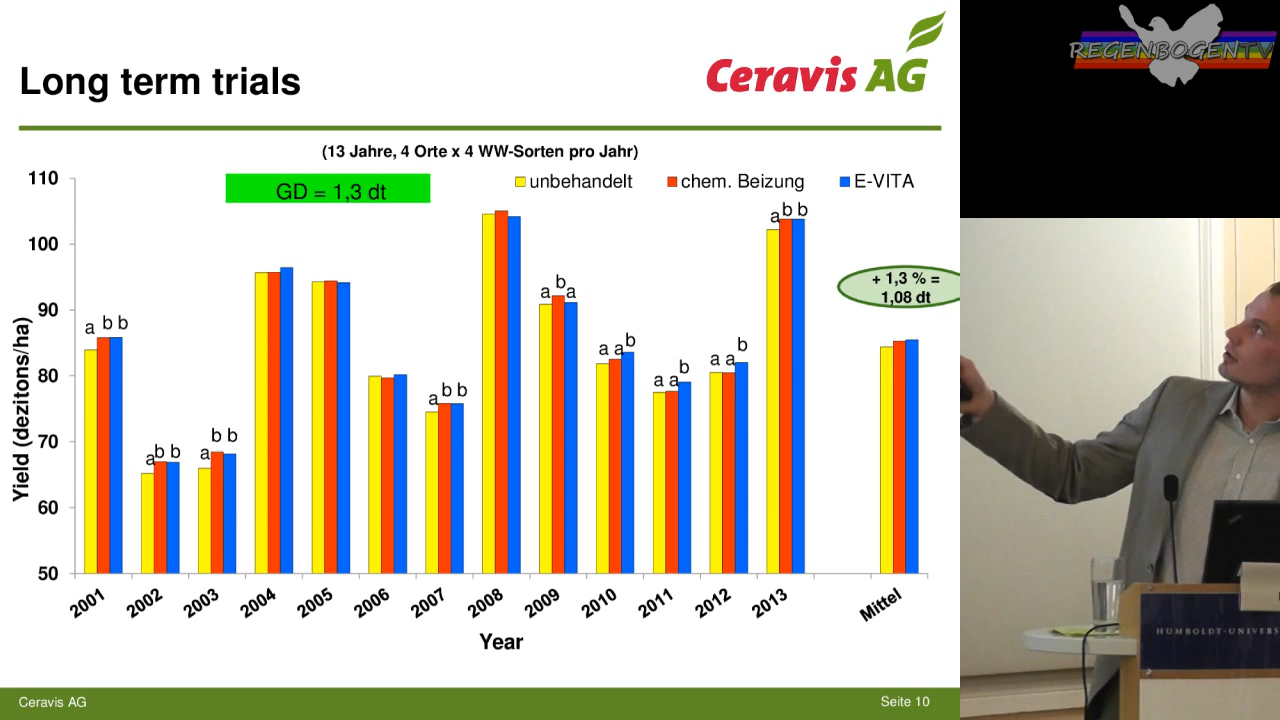 Long term trials
Ceravis AG
(13 Jahre, 4 Orte x 4 WW-Sorten pro Jahr)
GD = 1,3 dt
unbehandelt
chem. Beizung
E-VITA
110
100
90
80
70
60
50
Yield (dezitons/ha)
a b b
a b b
a b b
a b b
a b a
a a b
a a b
a a b
a b b
+ 1,3 % =
1,08 dt
2001
2002
2003
2004
2005
2006
2007
2008
2009
2010
2011
2012
2013
Mittel
Year
Ceravis AG
Seite 10
REGENBOGENTV
HUMBOLDT-UNIVERS